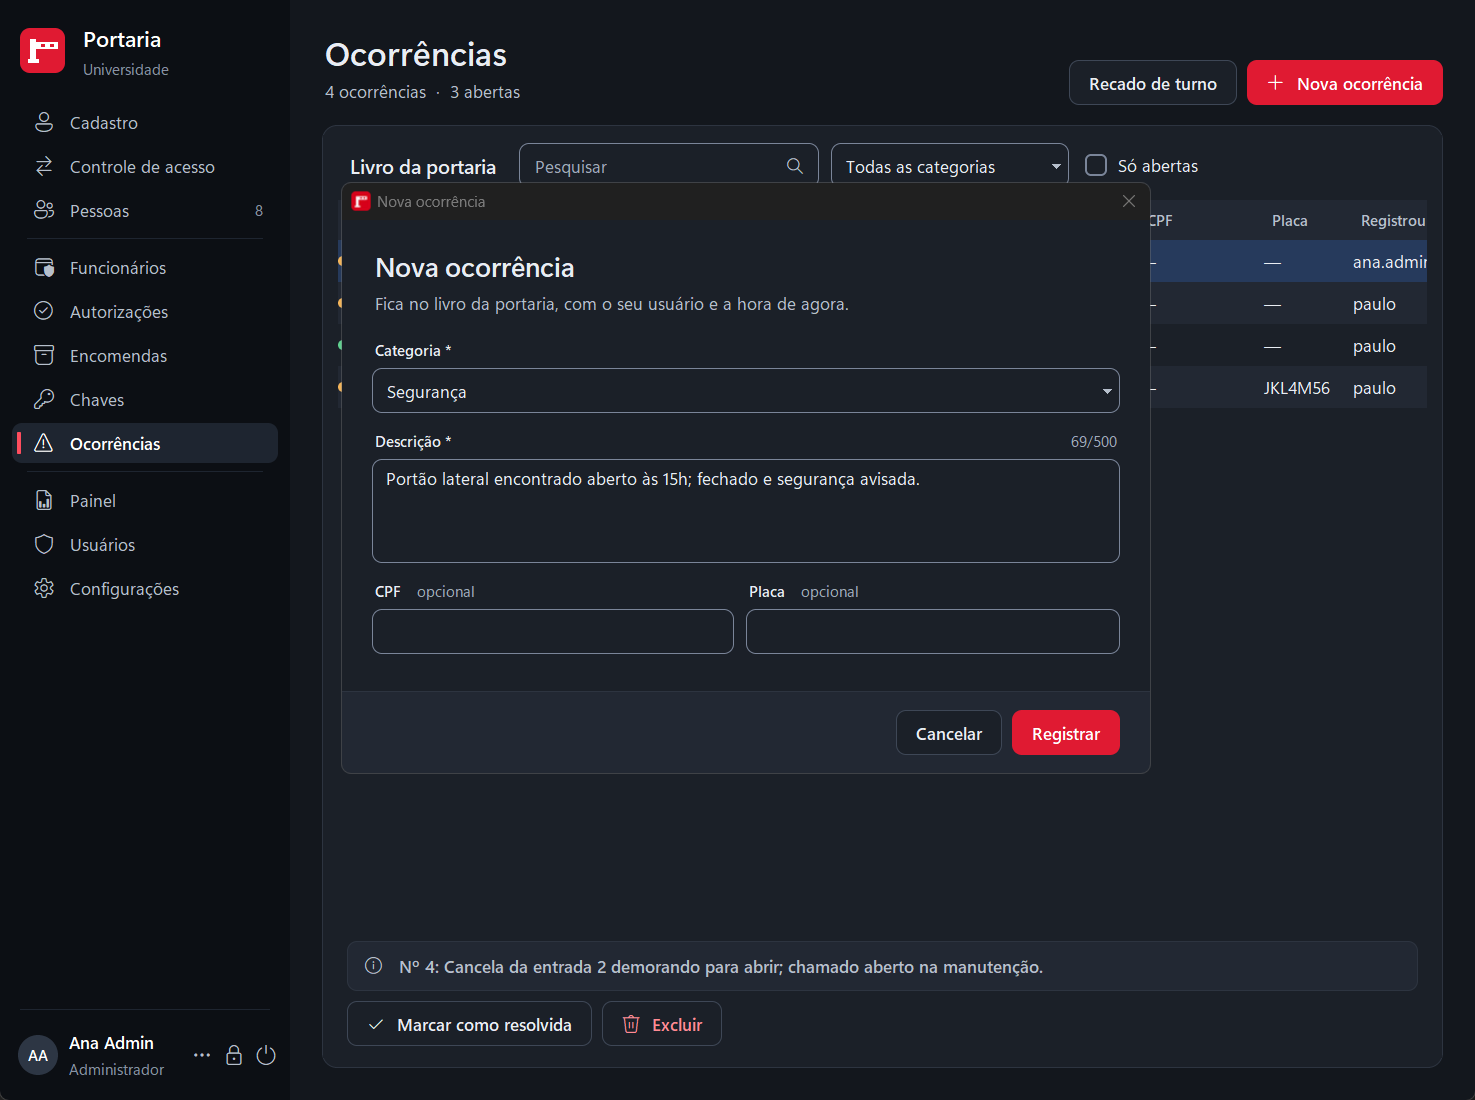 Portaria
Universidade
Cadastro
Controle de acesso
Pessoas 8
Funcionários
Autorizações
Encomendas
Chaves
Ocorrências
Painel
Usuários
Configurações
AA
Ana Admin
Administrador
Ocorrências
4 ocorrências · 3 abertas
Recado de turno
Nova ocorrência
Livro da portaria
Pesquisar
Todas as categorias
Só abertas
CPF Placa Registrou
— — ana.admin
— — paulo
— — paulo
— JKL4M56 paulo
Nova ocorrência
Nova ocorrência
Fica no livro da portaria, com o seu usuário e a hora de agora.
Categoria *
Segurança
Descrição * 69/500
Portão lateral encontrado aberto às 15h; fechado e segurança avisada.
CPF opcional
Placa opcional
Cancelar
Registrar
Nº 4: Cancela da entrada 2 demorando para abrir; chamado aberto na manutenção.
Marcar como resolvida
Excluir